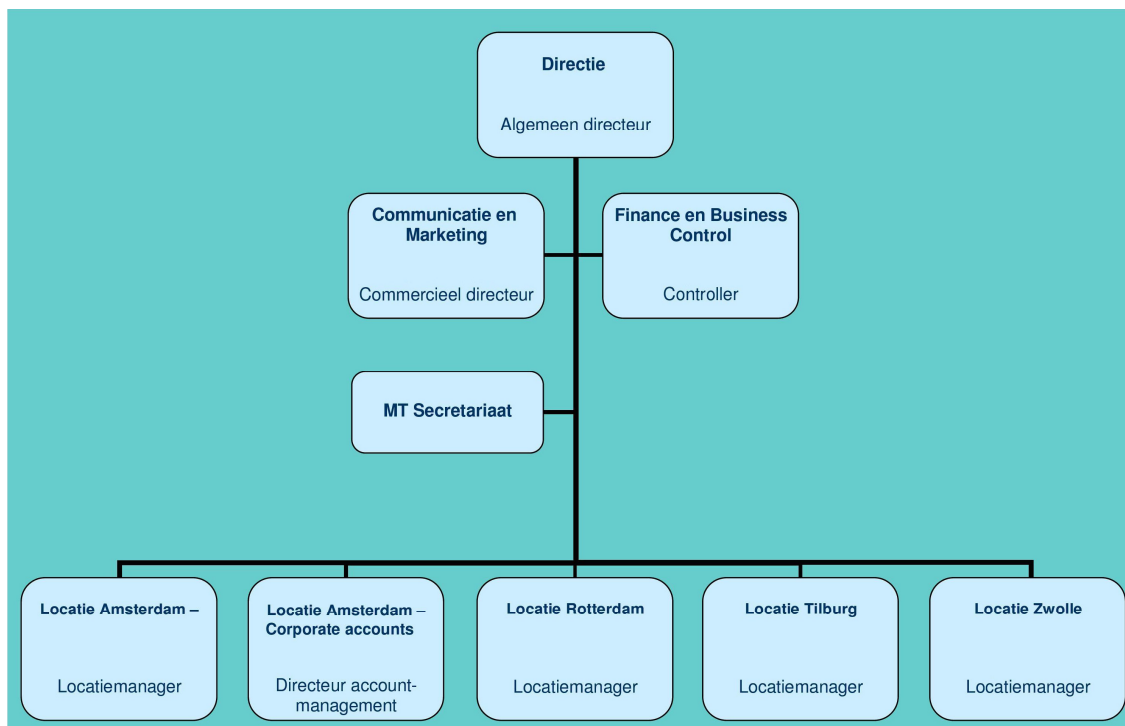 Directie
Algemeen directeur
Communicatie en
Marketing
Commercieel directeur
Finance en Business
Control
Controller
MT Secretariaat
Locatie Amsterdam –
Locatiemanager
Locatie Amsterdam –
Corporate accounts
Directeur account-
management
Locatie Rotterdam
Locatiemanager
Locatie Tilburg
Locatiemanager
Locatie Zwolle
Locatiemanager